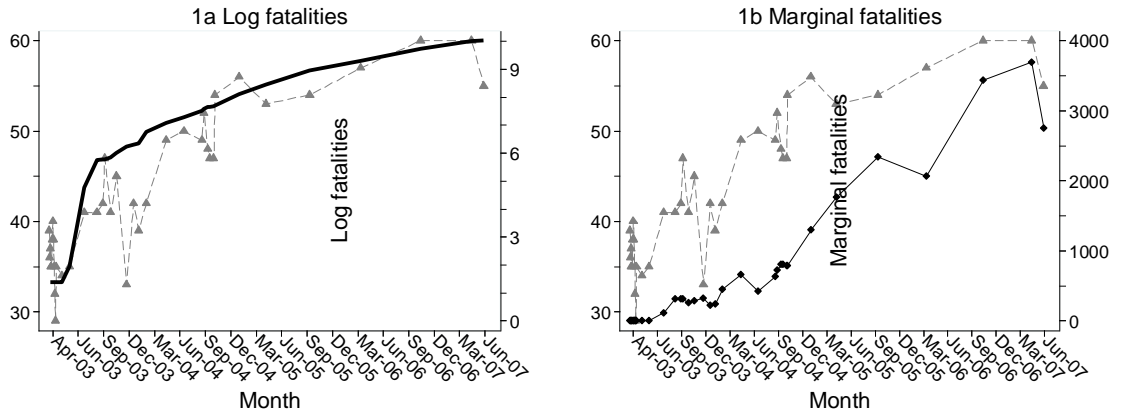 1a Log fatalities
60
50
40
30
9
6
3
0
Log fatalities
Apr-03
Jun-03
Sep-03
Dec-03
Mar-04
Jun-04
Sep-04
Dec-04
Mar-05
Jun-05
Sep-05
Dec-05
Mar-06
Jun-06
Sep-06
Dec-06
Mar-07
Jun-07
Month
1b Marginal fatalities
60
50
40
30
4000
3000
2000
1000
0
Marginal fatalities
Apr-03
Jun-03
Sep-03
Dec-03
Mar-04
Jun-04
Sep-04
Dec-04
Mar-05
Jun-05
Sep-05
Dec-05
Mar-06
Jun-06
Sep-06
Dec-06
Mar-07
Jun-07
Month